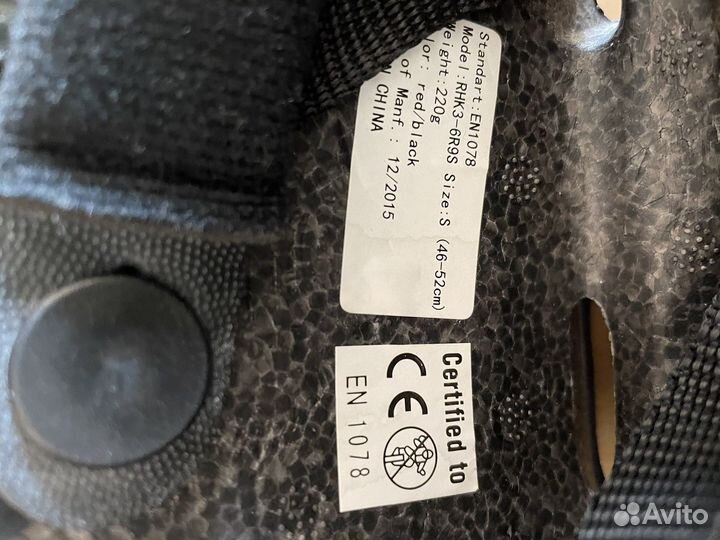 Standart:EN1078
Model:RHK3-6R9S Size:S (46-52cm)
Weight:220g
lor: red/black
of Manf.: 12/2015
N CHINA
Certified to
CE
EN 1078
Avito